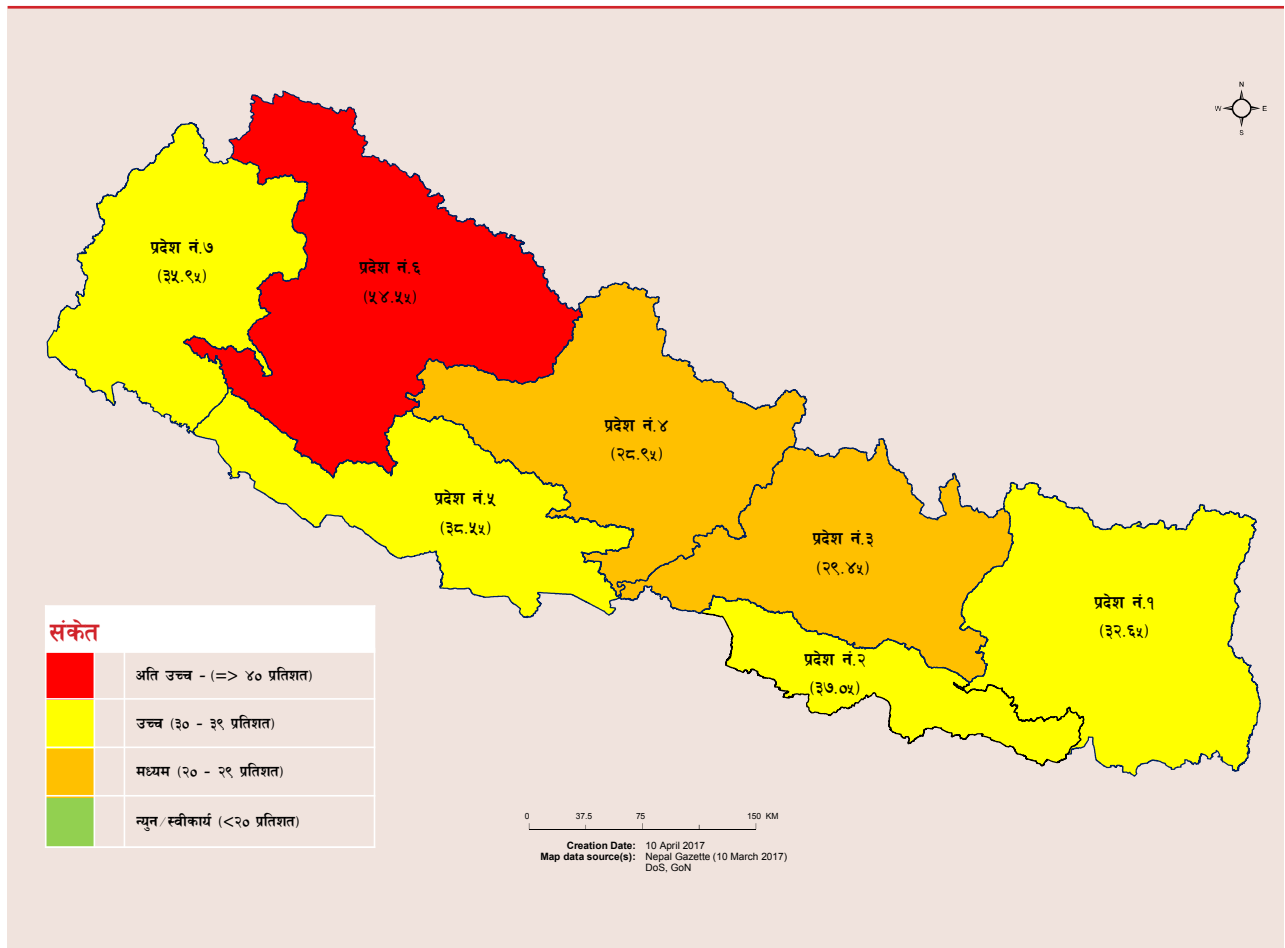 N
W E
S
प्रदेश नं.७
(३५.९५)
प्रदेश नं.६
(५४.५५)
प्रदेश नं.४
(२८.९५)
प्रदेश नं.५
(३८.५५)
प्रदेश नं.३
(२९.४५)
प्रदेश नं.१
(३२.६५)
प्रदेश नं.२
(३७.०५)
संकेत
अति उच्च - (=> ४० प्रतिशत)
उच्च (३० - ३९ प्रतिशत)
मध्यम (२० - २९ प्रतिशत)
न्युन/स्वीकार्य (<२० प्रतिशत)
0 37.5 75 150 KM
Creation Date: 10 April 2017
Map data source(s): Nepal Gazette (10 March 2017)
DoS, GoN